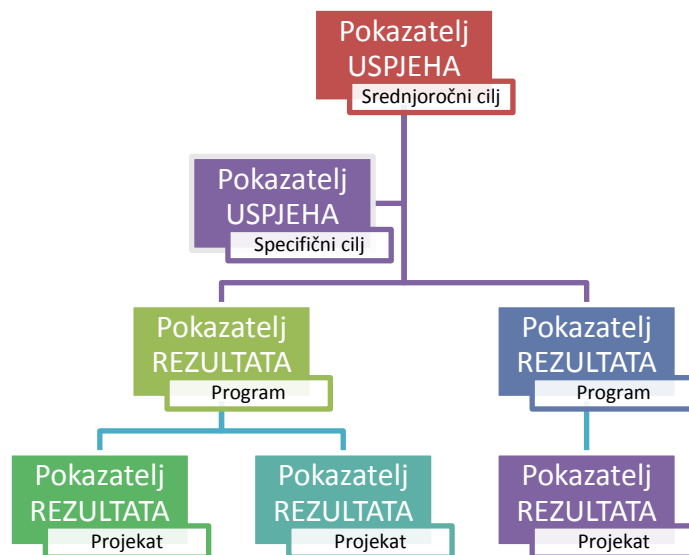 Pokazatelj
USPJEHA
Srednjoročni cilj
Pokazatelj
USPJEHA
Specifični cilj
Pokazatelj
REZULTATA
Program
Pokazatelj
REZULTATA
Program
Pokazatelj
REZULTATA
Projekat
Pokazatelj
REZULTATA
Projekat
Pokazatelj
REZULTATA
Projekat